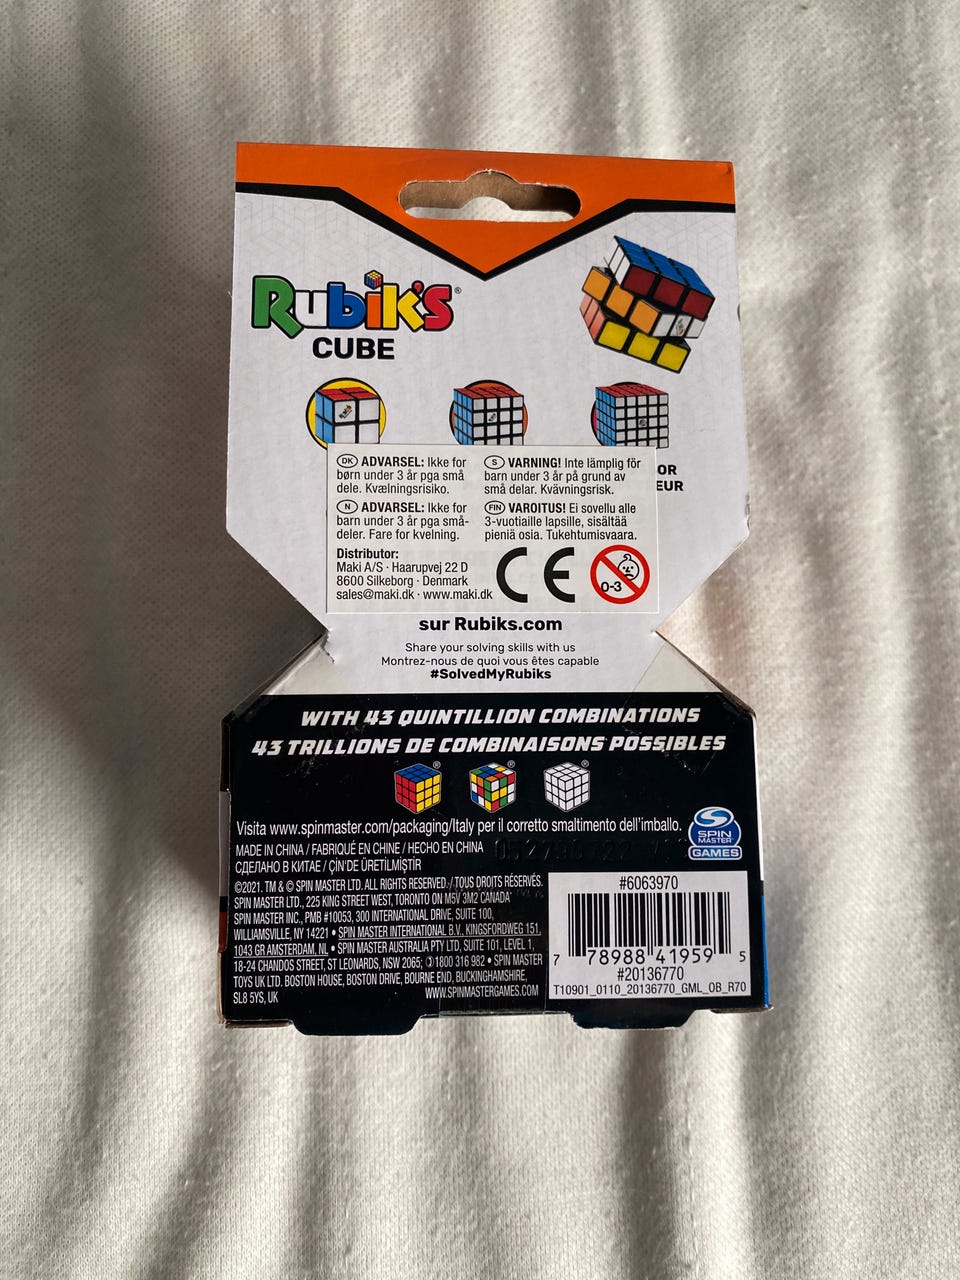 Rubik's®
CUBE
OR
EUR
DK ADVARSEL: Ikke for
børn under 3 år pga små
dele. Kvælningsrisiko.
S VARNING! Inte lämplig för
barn under 3 år på grund av
små delar. Kvävningsrisk.
N ADVARSEL: Ikke for
barn under 3 år pga små-
deler. Fare for kvelning.
FIN VAROITUS! Ei sovellu alle
3-vuotiaille lapsille, sisältää
pieniä osia. Tukehtumisvaara.
Distributor:
Maki A/S · Haarupvej 22 D
8600 Silkeborg · Denmark
sales@maki.dk · www.maki.dk
CE
0-3
sur Rubiks.com
Share your solving skills with us
Montrez-nous de quoi vous êtes capable
#SolvedMyRubiks
WITH 43 QUINTILLION COMBINATIONS
43 TRILLIONS DE COMBINAISONS POSSIBLES
® ® ®
Visita www.spinmaster.com/packaging/Italy per il corretto smaltimento dell'imballo.
MADE IN CHINA / FABRIQUÉ EN CHINE / HECHO EN CHINA
СДЕЛАНО В КИТАЕ / ÇIN'DE ÜRETİLMİŞTİR
SPIN
MASTER
GAMES
©2021. TM & © SPIN MASTER LTD. ALL RIGHTS RESERVED. / TOUS DROITS RÉSERVÉS.
SPIN MASTER LTD., 225 KING STREET WEST, TORONTO ON M5V 3M2 CANADA
SPIN MASTER INC., PMB #10053, 300 INTERNATIONAL DRIVE, SUITE 100,
WILLIAMSVILLE, NY 14221 • SPIN MASTER INTERNATIONAL B.V., KINGSFORDWEG 151,
1043 GR AMSTERDAM, NL • SPIN MASTER AUSTRALIA PTY LTD, SUITE 101, LEVEL 1,
18-24 CHANDOS STREET, ST LEONARDS, NSW 2065; 1800 316 982 • SPIN MASTER
TOYS UK LTD. BOSTON HOUSE, BOSTON DRIVE, BOURNE END, BUCKINGHAMSHIRE,
SL8 5YS, UK
WWW.SPINMASTERGAMES.COM
#6063970
7 78988 41959 5
#20136770
T10901_0110_20136770_GML_OB_R70